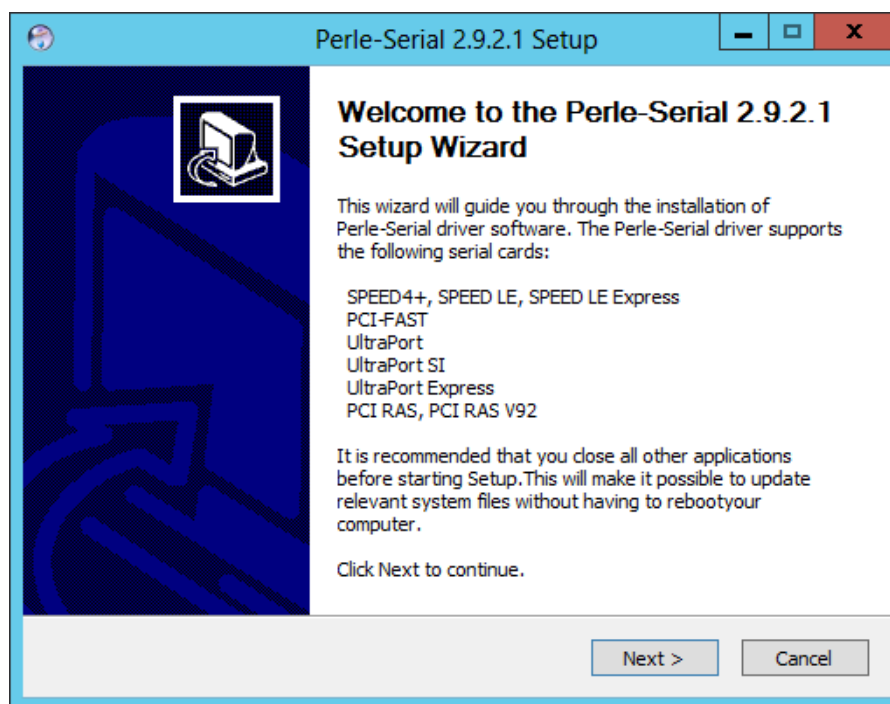 Perle-Serial 2.9.2.1 Setup
Welcome to the Perle-Serial 2.9.2.1
Setup Wizard
This wizard will guide you through the installation of
Perle-Serial driver software. The Perle-Serial driver supports
the following serial cards:
SPEED4+, SPEED LE, SPEED LE Express
PCI-FAST
UltraPort
UltraPort SI
UltraPort Express
PCI RAS, PCI RAS V92
It is recommended that you close all other applications
before starting Setup.This will make it possible to update
relevant system files without having to rebootyour
computer.
Click Next to continue.
Next > Cancel